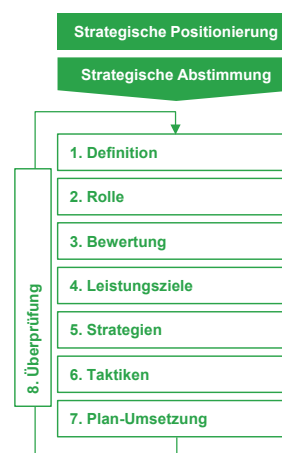 Strategische Positionierung
Strategische Abstimmung
1. Definition
2. Rolle
3. Bewertung
4. Leistungsziele
5. Strategien
6. Taktiken
7. Plan-Umsetzung
8. Überprüfung